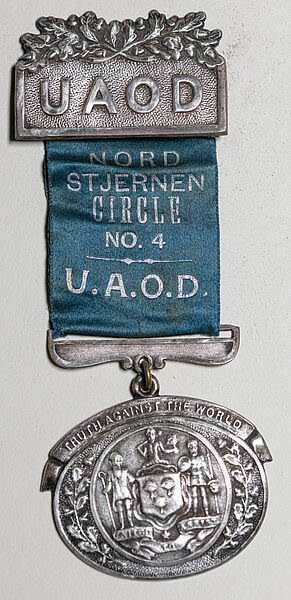 UAOD
NORD
STJERNEN
CIRCLE
NO. 4
U.A.O.D.
TRUTH AGAINST THE WORLD